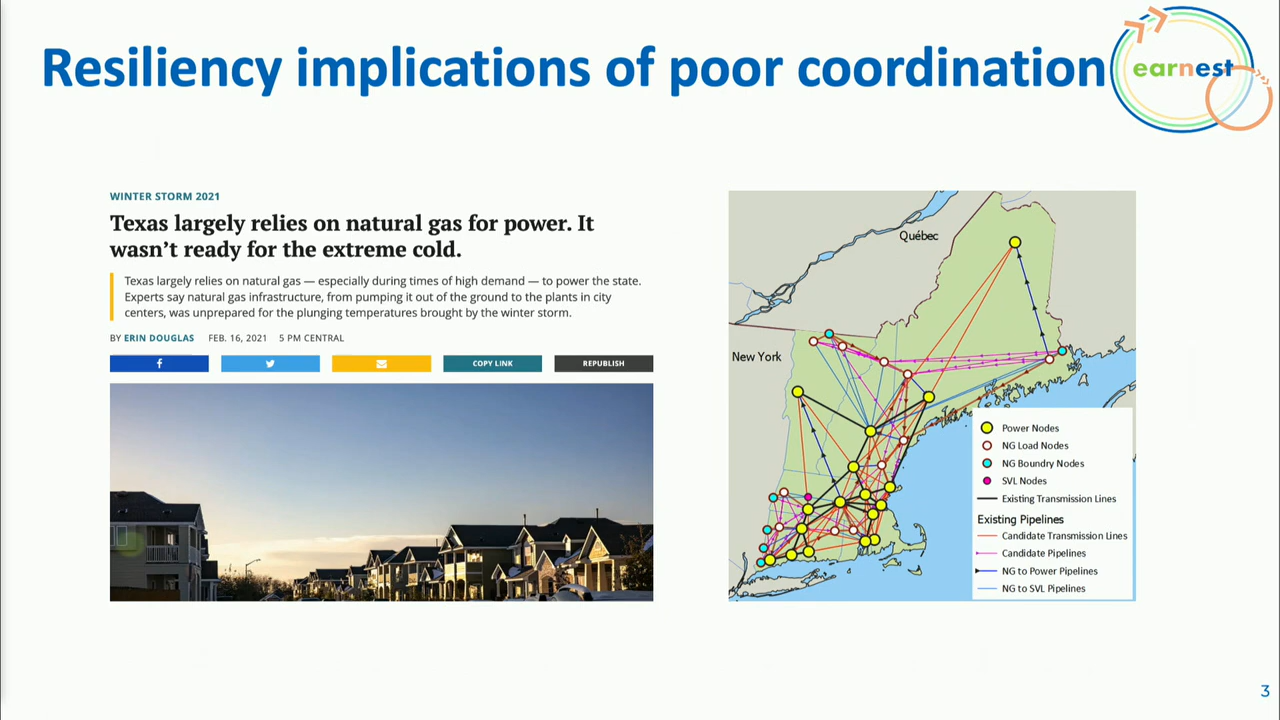 Resiliency implications of poor coordination
earnest
WINTER STORM 2021
Texas largely relies on natural gas for power. It
wasn’t ready for the extreme cold.
Texas largely relies on natural gas — especially during times of high demand — to power the state.
Experts say natural gas infrastructure, from pumping it out of the ground to the plants in city
centers, was unprepared for the plunging temperatures brought by the winter storm.
BY ERIN DOUGLAS FEB. 16, 2021 5 PM CENTRAL
COPY LINK
REPUBLISH
Québec
New York
Power Nodes
NG Load Nodes
NG Boundry Nodes
SVL Nodes
Existing Transmission Lines
Existing Pipelines
Candidate Transmission Lines
Candidate Pipelines
NG to Power Pipelines
NG to SVL Pipelines
3